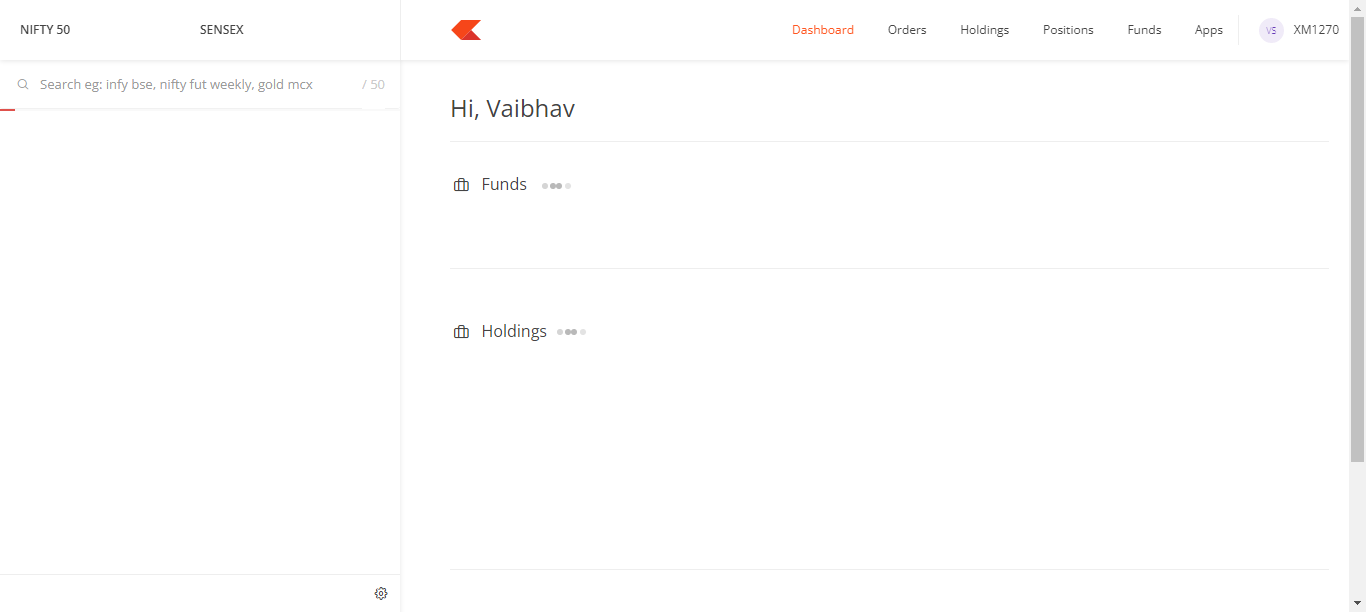 NIFTY 50
SENSEX
Dashboard
Orders
Holdings
Positions
Funds
Apps
VS
XM1270
Search eg: infy bse, nifty fut weekly, gold mcx
/ 50
Hi, Vaibhav
Funds
Holdings